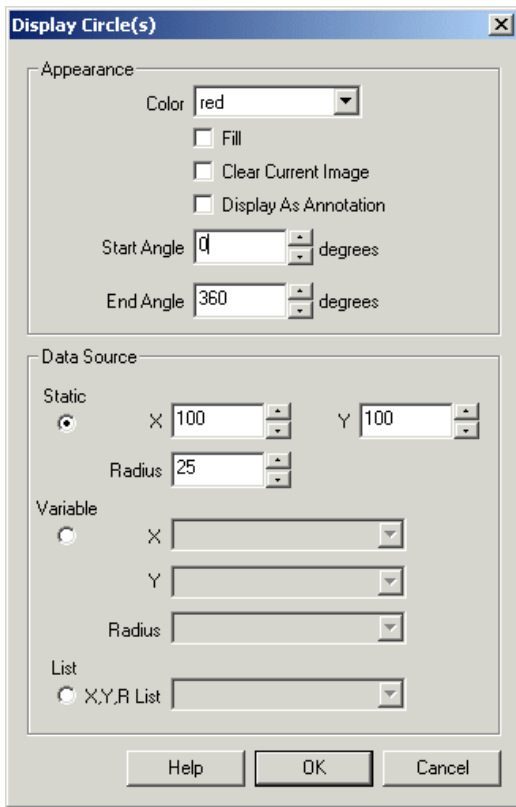 Display Circle(s)
Appearance
Color red
Fill
Clear Current Image
Display As Annotation
Start Angle 0 degrees
End Angle 360 degrees
Data Source
Static
X 100 Y 100
Radius 25
Variable
X
Y
Radius
List
X,Y,R List
Help OK Cancel